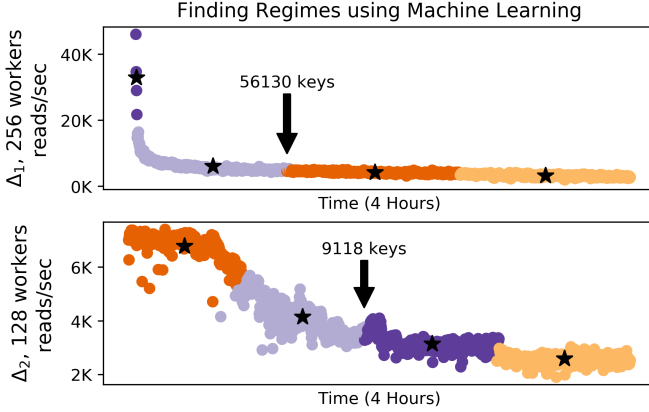 Finding Regimes using Machine Learning
Δ₁, 256 workers
reads/sec
40K
20K
0K
56130 keys
Time (4 Hours)
Δ₂, 128 workers
reads/sec
6K
4K
2K
9118 keys
Time (4 Hours)